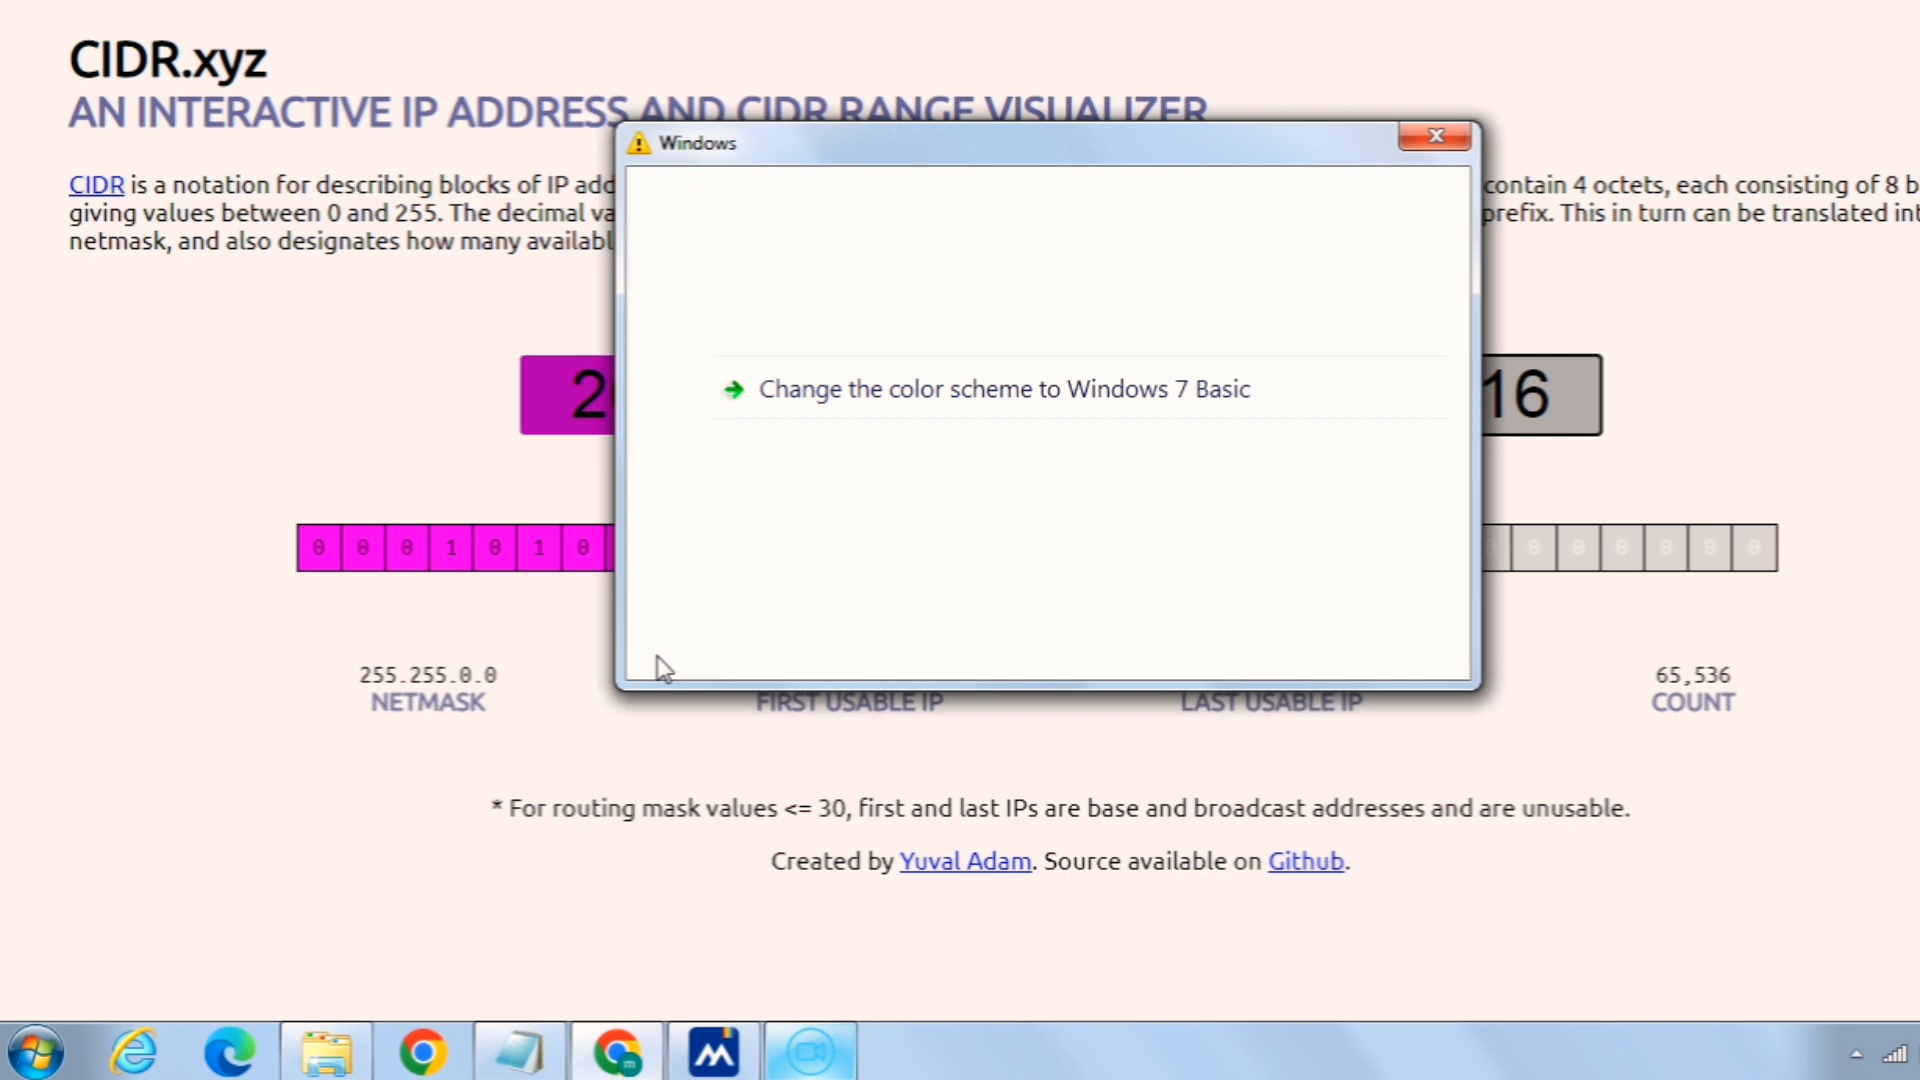 CIDR.xyz
AN INTERACTIVE IP ADDRESS AND CIDR RANGE VISUALIZER
Windows
CIDR is a notation for describing blocks of IP add
contain 4 octets, each consisting of 8 b
giving values between 0 and 255. The decimal va
prefix. This in turn can be translated int
netmask, and also designates how many availabl
Change the color scheme to Windows 7 Basic
2
16
0 0 0 1 0 1 0
0 0 0 0 0 0 0
255.255.0.0
65,536
NETMASK
FIRST USABLE IP
LAST USABLE IP
COUNT
* For routing mask values <= 30, first and last IPs are base and broadcast addresses and are unusable.
Created by Yuval Adam. Source available on Github.